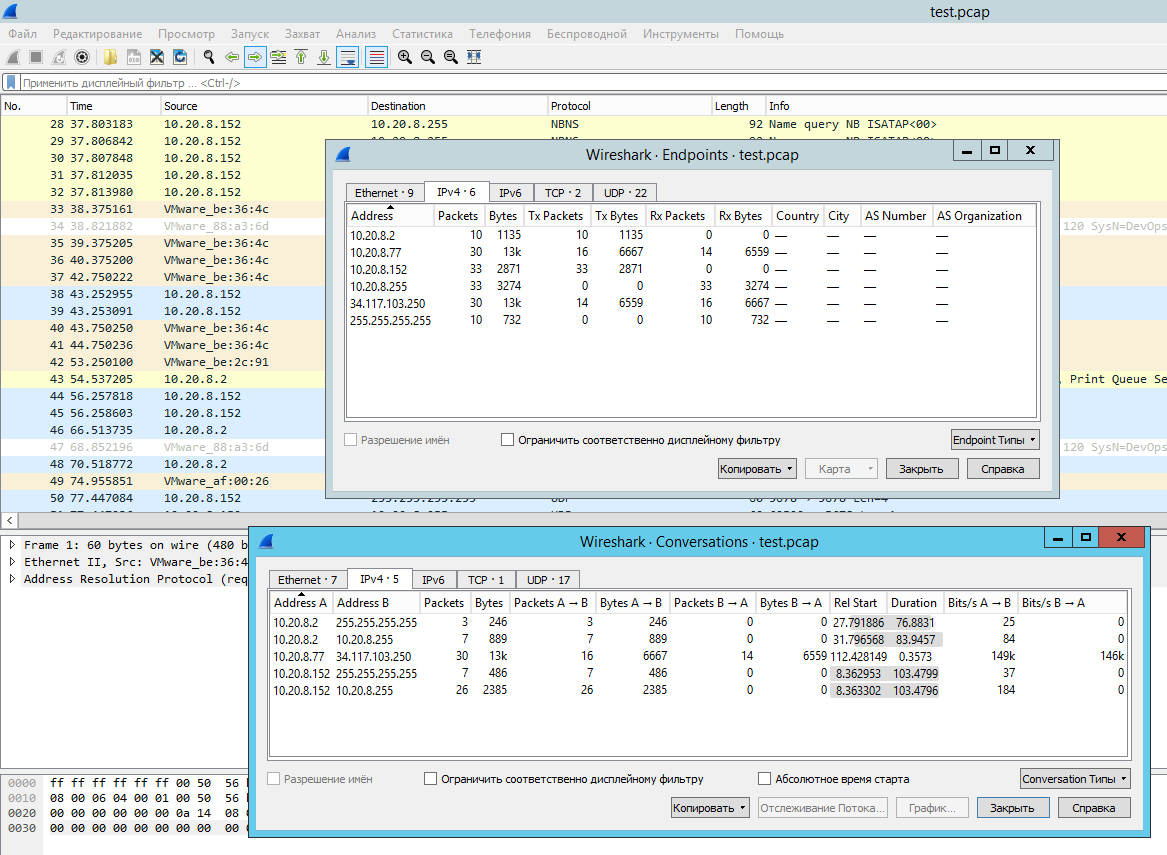 test.pcap
Файл Редактирование Просмотр Запуск Захват Анализ Статистика Телефония Беспроводной Инструменты Помощь
Применить дисплейный фильтр ... <Ctrl-/>
No. Time Source Destination Protocol Length Info
28 37.803183 10.20.8.152 10.20.8.255 NBNS 92 Name query NB ISATAP<00>
29 37.806842 10.20.8.152
30 37.807848 10.20.8.152
31 37.812035 10.20.8.152
32 37.813980 10.20.8.152
33 38.375161 VMware_be:36:4c
34 38.821882 VMware_88:a3:6d 120 SysN=DevOps
35 39.375205 VMware_be:36:4c
36 40.375200 VMware_be:36:4c
37 42.750222 VMware_be:36:4c
38 43.252955 10.20.8.152
39 43.253091 10.20.8.152
40 43.750250 VMware_be:36:4c
41 44.750236 VMware_be:36:4c
42 53.250100 VMware_be:2c:91
43 54.537205 10.20.8.2 , Print Queue Se
44 56.257818 10.20.8.152
45 56.258603 10.20.8.152
46 66.513735 10.20.8.2
47 68.852196 VMware_88:a3:6d 120 SysN=DevOps
48 70.518772 10.20.8.2
49 74.955851 VMware_af:00:26
50 77.447084 10.20.8.152
Wireshark · Endpoints · test.pcap
Ethernet · 9 IPv4 · 6 IPv6 TCP · 2 UDP · 22
Address Packets Bytes Tx Packets Tx Bytes Rx Packets Rx Bytes Country City AS Number AS Organization
10.20.8.2 10 1135 10 1135 0 0 — — — —
10.20.8.77 30 13k 16 6667 14 6559 — — — —
10.20.8.152 33 2871 33 2871 0 0 — — — —
10.20.8.255 33 3274 0 0 33 3274 — — — —
34.117.103.250 30 13k 14 6559 16 6667 — — — —
255.255.255.255 10 732 0 0 10 732 — — — —
Разрешение имён Ограничить соответственно дисплейному фильтру Endpoint Типы
Копировать Карта Закрыть Справка
Frame 1: 60 bytes on wire (480 b
Ethernet II, Src: VMware_be:36:4
Address Resolution Protocol (req
Wireshark · Conversations · test.pcap
Ethernet · 7 IPv4 · 5 IPv6 TCP · 1 UDP · 17
Address A Address B Packets Bytes Packets A → B Bytes A → B Packets B → A Bytes B → A Rel Start Duration Bits/s A → B Bits/s B → A
10.20.8.2 255.255.255.255 3 246 3 246 0 0 27.791886 76.8831 25 0
10.20.8.2 10.20.8.255 7 889 7 889 0 0 31.796568 83.9457 84 0
10.20.8.77 34.117.103.250 30 13k 16 6667 14 6559 112.428149 0.3573 149k 146k
10.20.8.152 255.255.255.255 7 486 7 486 0 0 8.362953 103.4799 37 0
10.20.8.152 10.20.8.255 26 2385 26 2385 0 0 8.363302 103.4796 184 0
Разрешение имён Ограничить соответственно дисплейному фильтру Абсолютное время старта Conversation Типы
Копировать Отслеживание Потока... График... Закрыть Справка
0000 ff ff ff ff ff ff 00 50 56
0010 08 00 06 04 00 01 00 50 56
0020 00 00 00 00 00 00 0a 14 08
0030 00 00 00 00 00 00 00 00 00